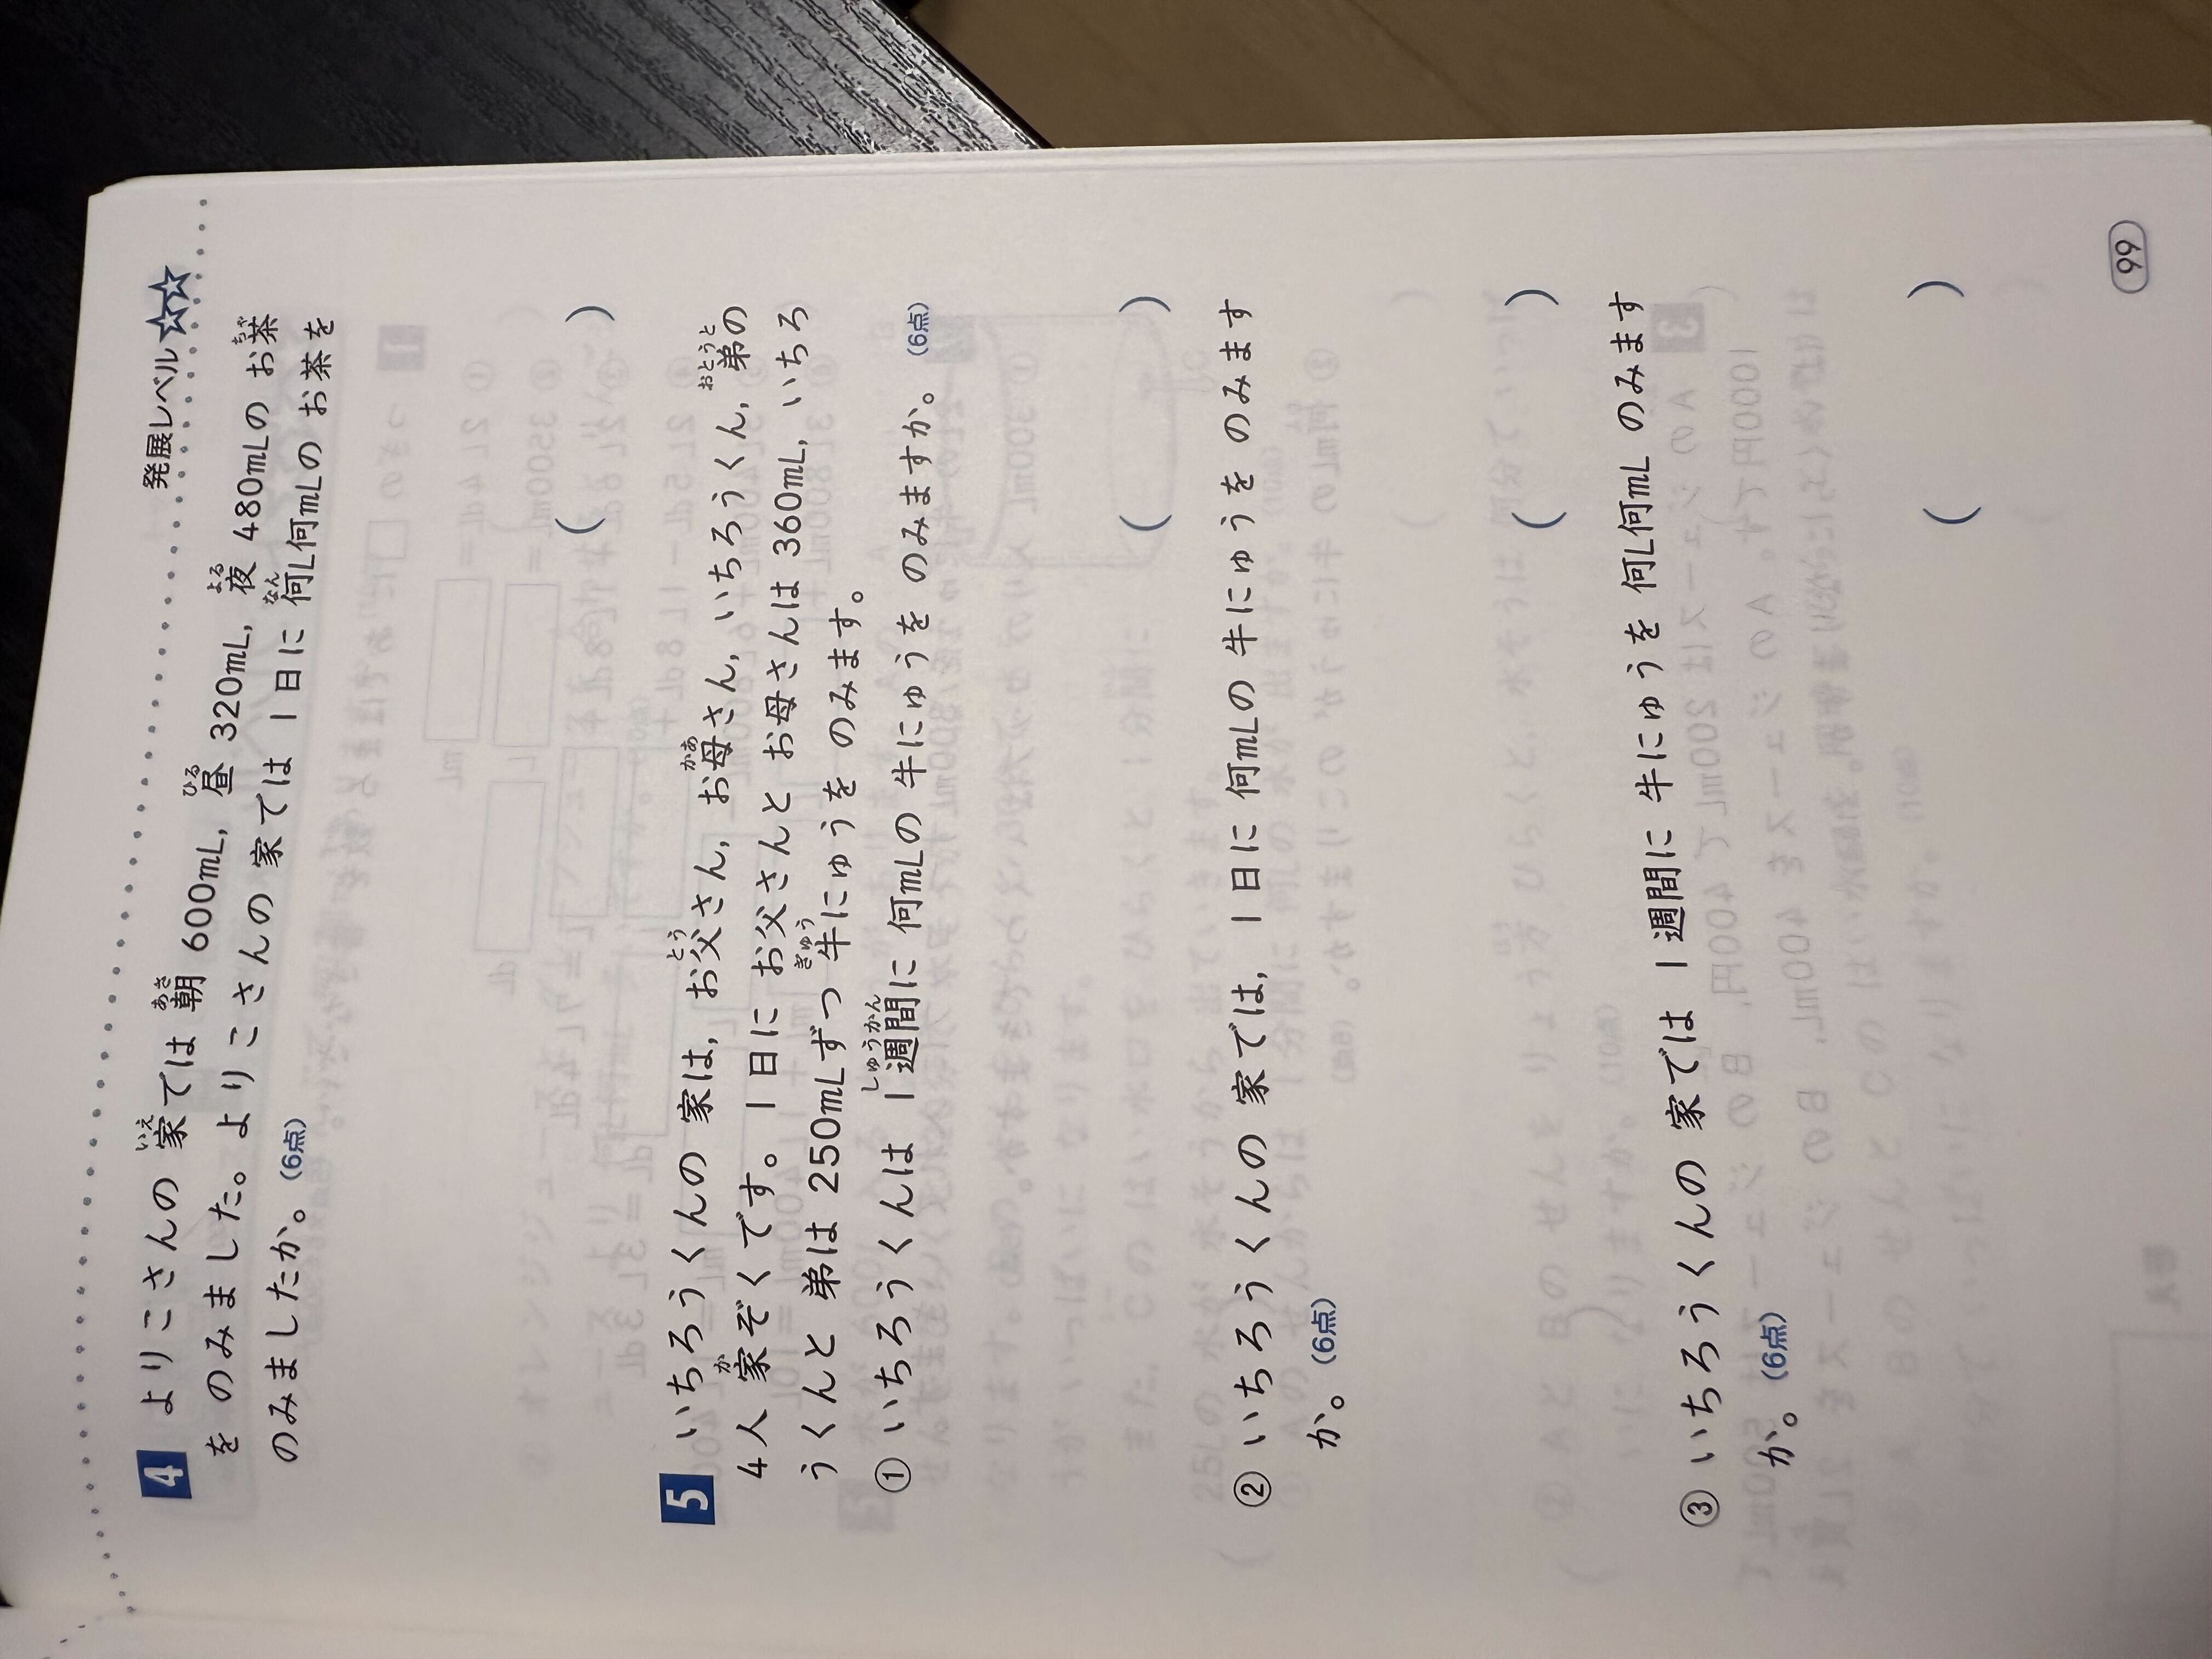 発展レベル☆☆
4 よりこさんの 家では 朝 600mL, 昼 320mL, 夜 480mLの お茶
を のみました。よりこさんの 家では 1日に 何L何mLの お茶を
のみましたか。(6点)
( )
5 いちろうくんの 家は, お父さん, お母さん, いちろうくん, 弟の
4人 家ぞくです。1日に お父さんと お母さんは 360mL, いちろ
うくんと 弟は 250mLずつ 牛にゅうを のみます。
① いちろうくんは 1週間に 何mLの 牛にゅうを のみますか。(6点)
( )
② いちろうくんの 家では, 1日に 何mLの 牛にゅうを のみます
か。(6点)
( )
③ いちろうくんの 家では 1週間に 牛にゅうを 何L何mL のみます
か。(6点)
( )
99